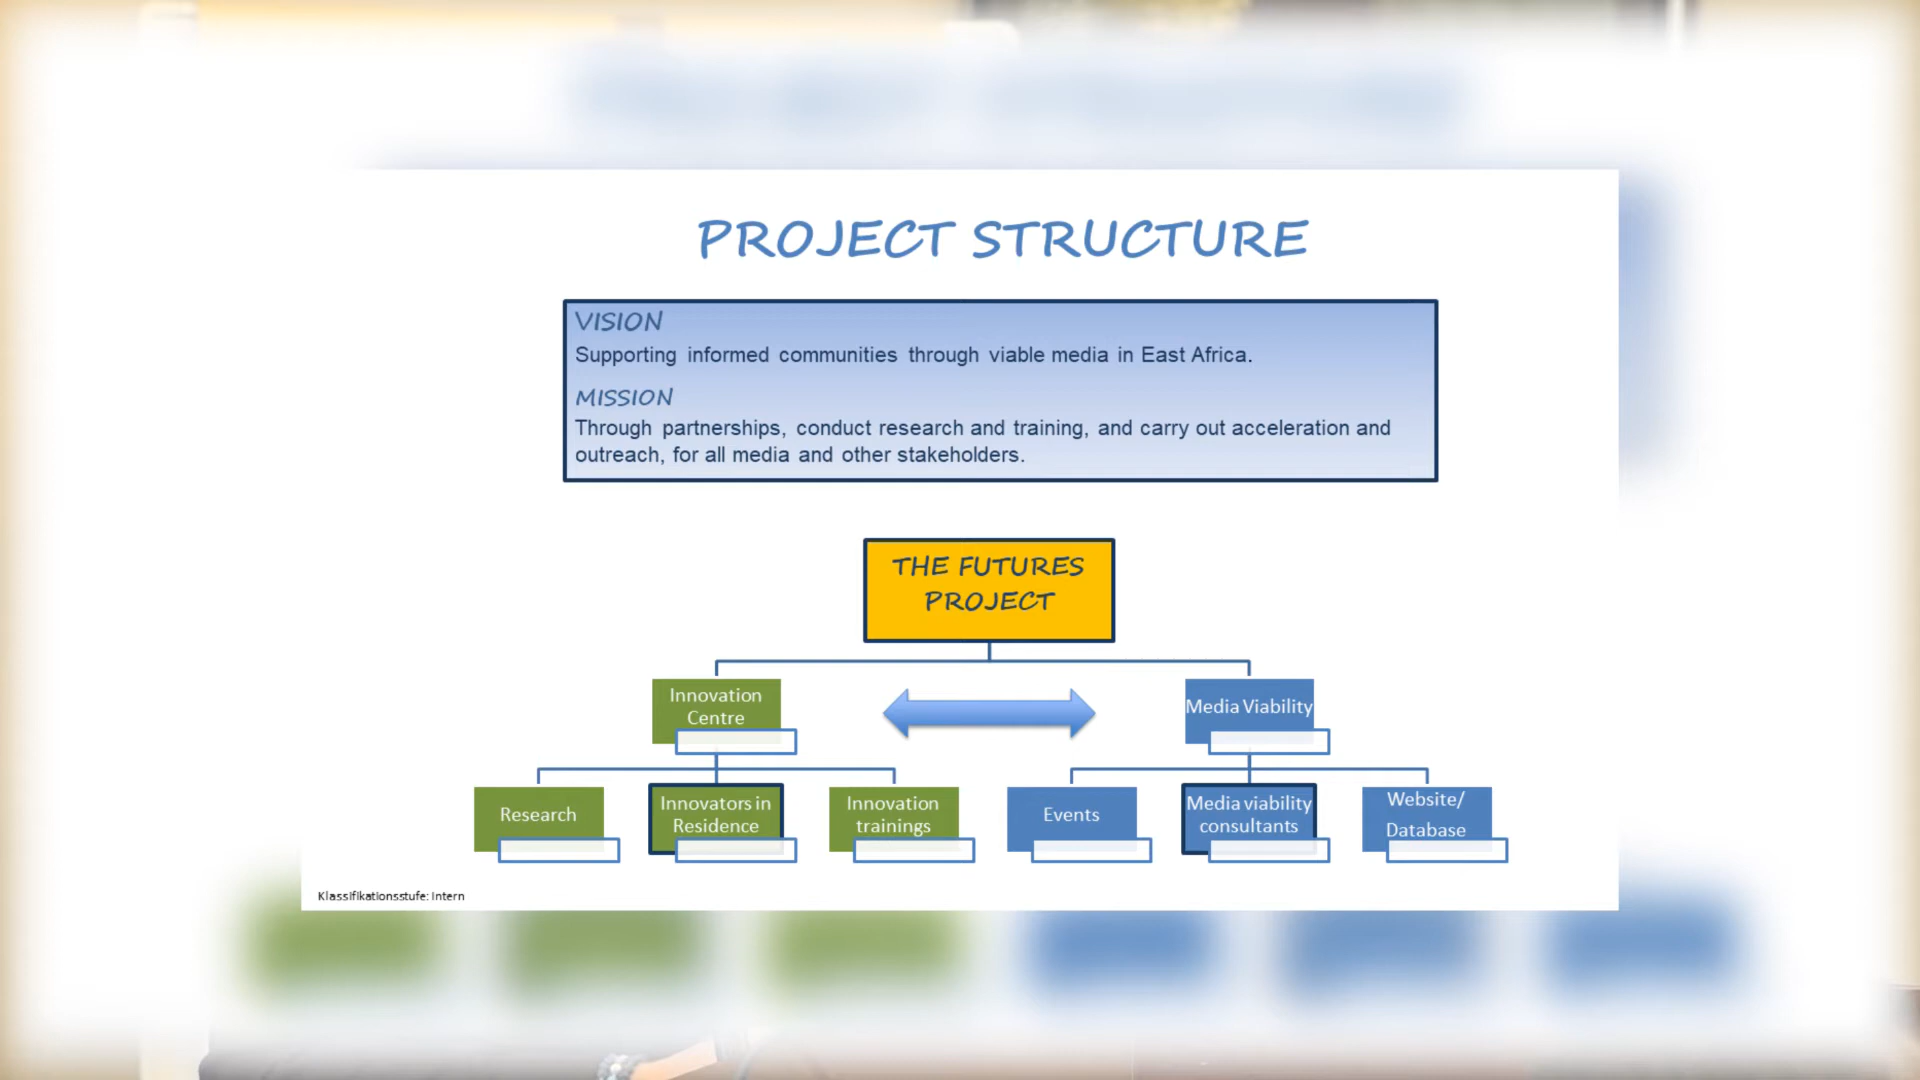 PROJECT STRUCTURE
VISION
Supporting informed communities through viable media in East Africa.
MISSION
Through partnerships, conduct research and training, and carry out acceleration and
outreach, for all media and other stakeholders.
THE FUTURES
PROJECT
Innovation
Centre
Media Viability
Research
Innovators in
Residence
Innovation
trainings
Events
Media viability
consultants
Website/
Database
Klassifikationsstufe: Intern